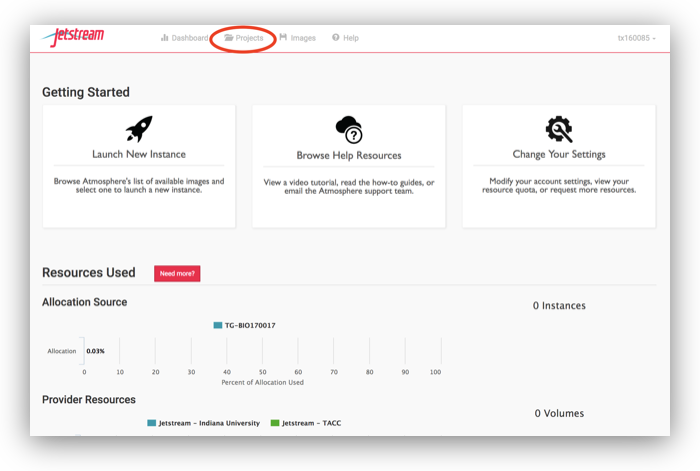 Jetstream
Dashboard Projects Images Help tx160085
Getting Started
Launch New Instance
Browse Atmosphere's list of available images and
select one to launch a new instance.
Browse Help Resources
View a video tutorial, read the how-to guides, or
email the Atmosphere support team.
Change Your Settings
Modify your account settings, view your
resource quota, or request more resources.
Resources Used Need more?
Allocation Source
0 Instances
TG-BIO170017
Allocation 0.03%
0 10 20 30 40 50 60 70 80 90 100
Percent of Allocation Used
Provider Resources
0 Volumes
Jetstream - Indiana University Jetstream - TACC